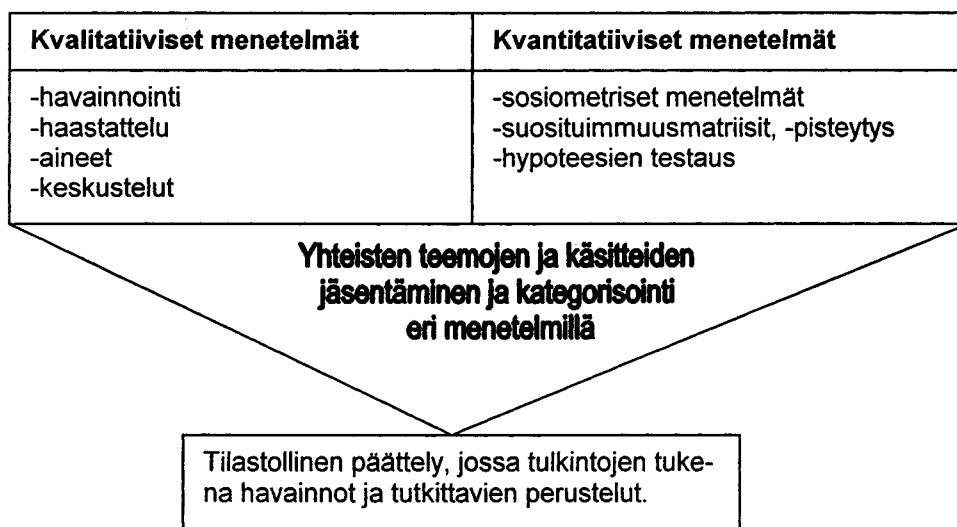 Kvalitatiiviset menetelmät
-havainnointi
-haastattelu
-aineet
-keskustelut
Kvantitatiiviset menetelmät
-sosiometriset menetelmät
-suosituimmuusmatriisit, -pisteytys
-hypoteesien testaus
Yhteisten teemojen ja käsitteiden
jäsentäminen ja kategorisointi
eri menetelmillä
Tilastollinen päättely, jossa tulkintojen tuke-
na havainnot ja tutkittavien perustelut.